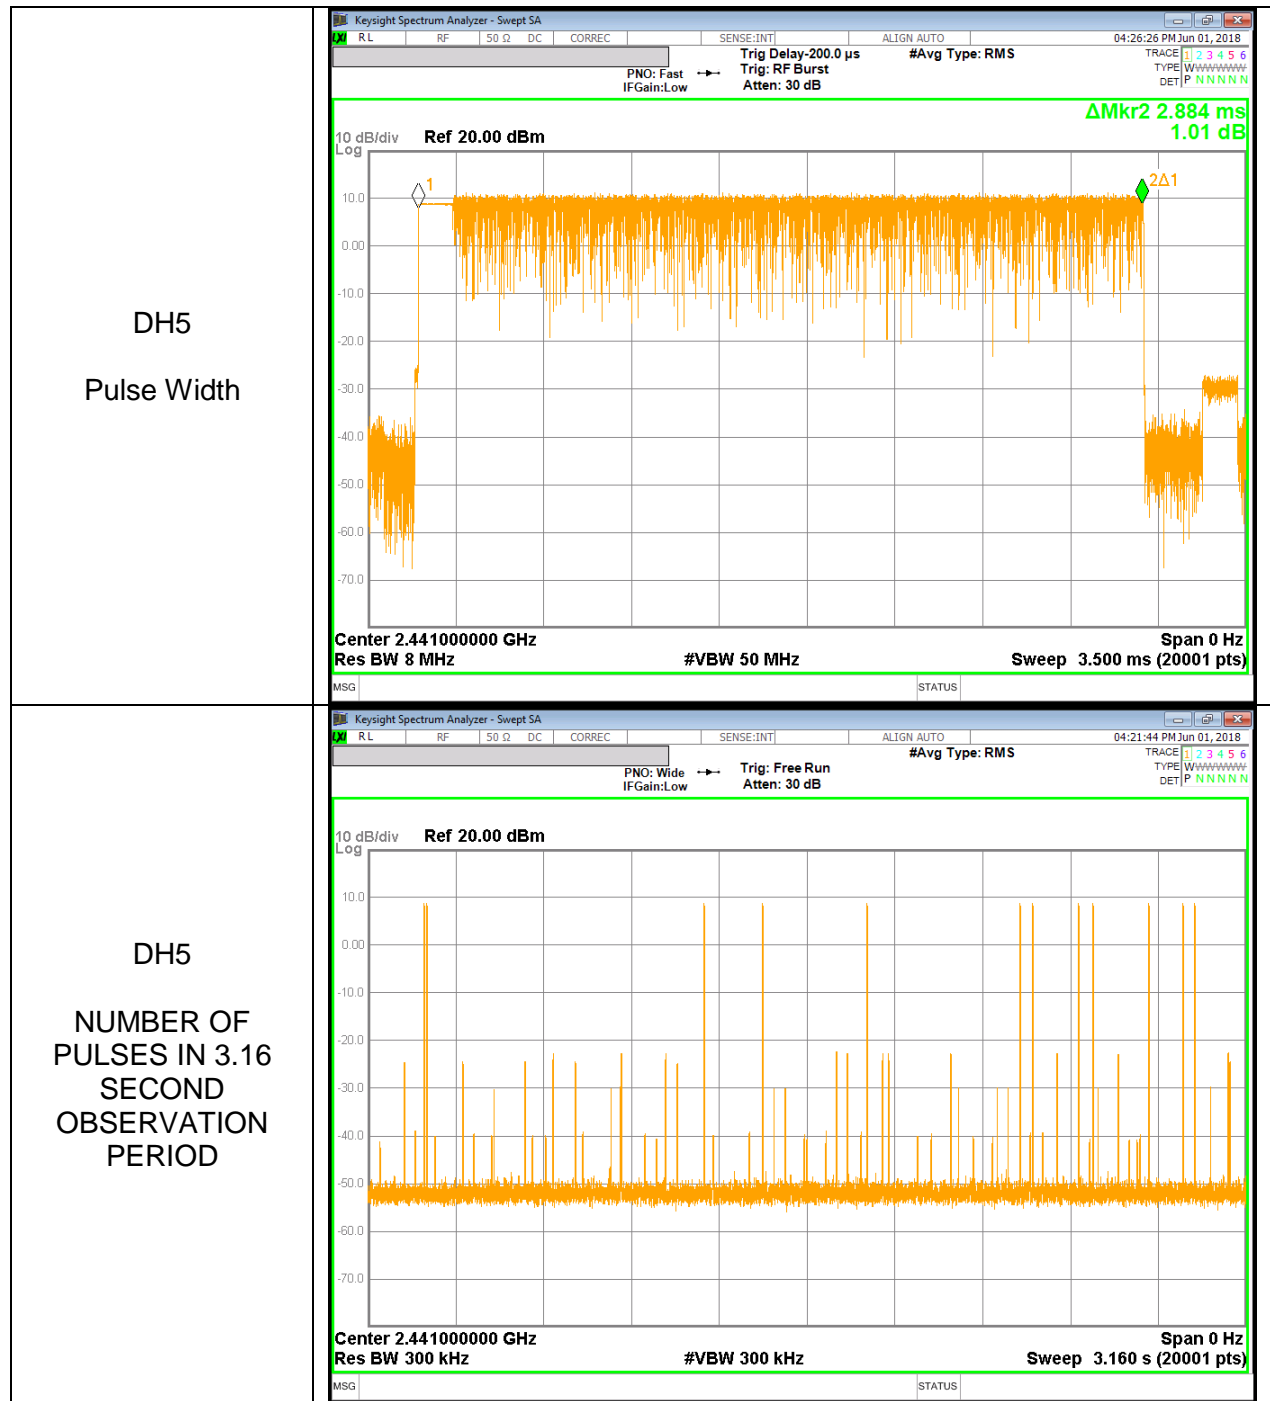 DH5
Pulse Width
Keysight Spectrum Analyzer - Swept SA
LXI RL RF 50 Ω DC CORREC SENSE:INT ALIGN AUTO 04:26:26 PM Jun 01, 2018
Trig Delay-200.0 µs #Avg Type: RMS TRACE 1 2 3 4 5 6
PNO: Fast Trig: RF Burst TYPE WWWWWWW
IFGain:Low Atten: 30 dB DET P N N N N N
ΔMkr2 2.884 ms
1.01 dB
10 dB/div Ref 20.00 dBm
Log
1
2Δ1
10.0
0.00
-10.0
-20.0
-30.0
-40.0
-50.0
-60.0
-70.0
Center 2.441000000 GHz Span 0 Hz
Res BW 8 MHz #VBW 50 MHz Sweep 3.500 ms (20001 pts)
MSG STATUS
DH5
NUMBER OF
PULSES IN 3.16
SECOND
OBSERVATION
PERIOD
Keysight Spectrum Analyzer - Swept SA
LXI RL RF 50 Ω DC CORREC SENSE:INT ALIGN AUTO 04:21:44 PM Jun 01, 2018
#Avg Type: RMS TRACE 1 2 3 4 5 6
PNO: Wide Trig: Free Run TYPE WWWWWWW
IFGain:Low Atten: 30 dB DET P N N N N N
10 dB/div Ref 20.00 dBm
Log
10.0
0.00
-10.0
-20.0
-30.0
-40.0
-50.0
-60.0
-70.0
Center 2.441000000 GHz Span 0 Hz
Res BW 300 kHz #VBW 300 kHz Sweep 3.160 s (20001 pts)
MSG STATUS